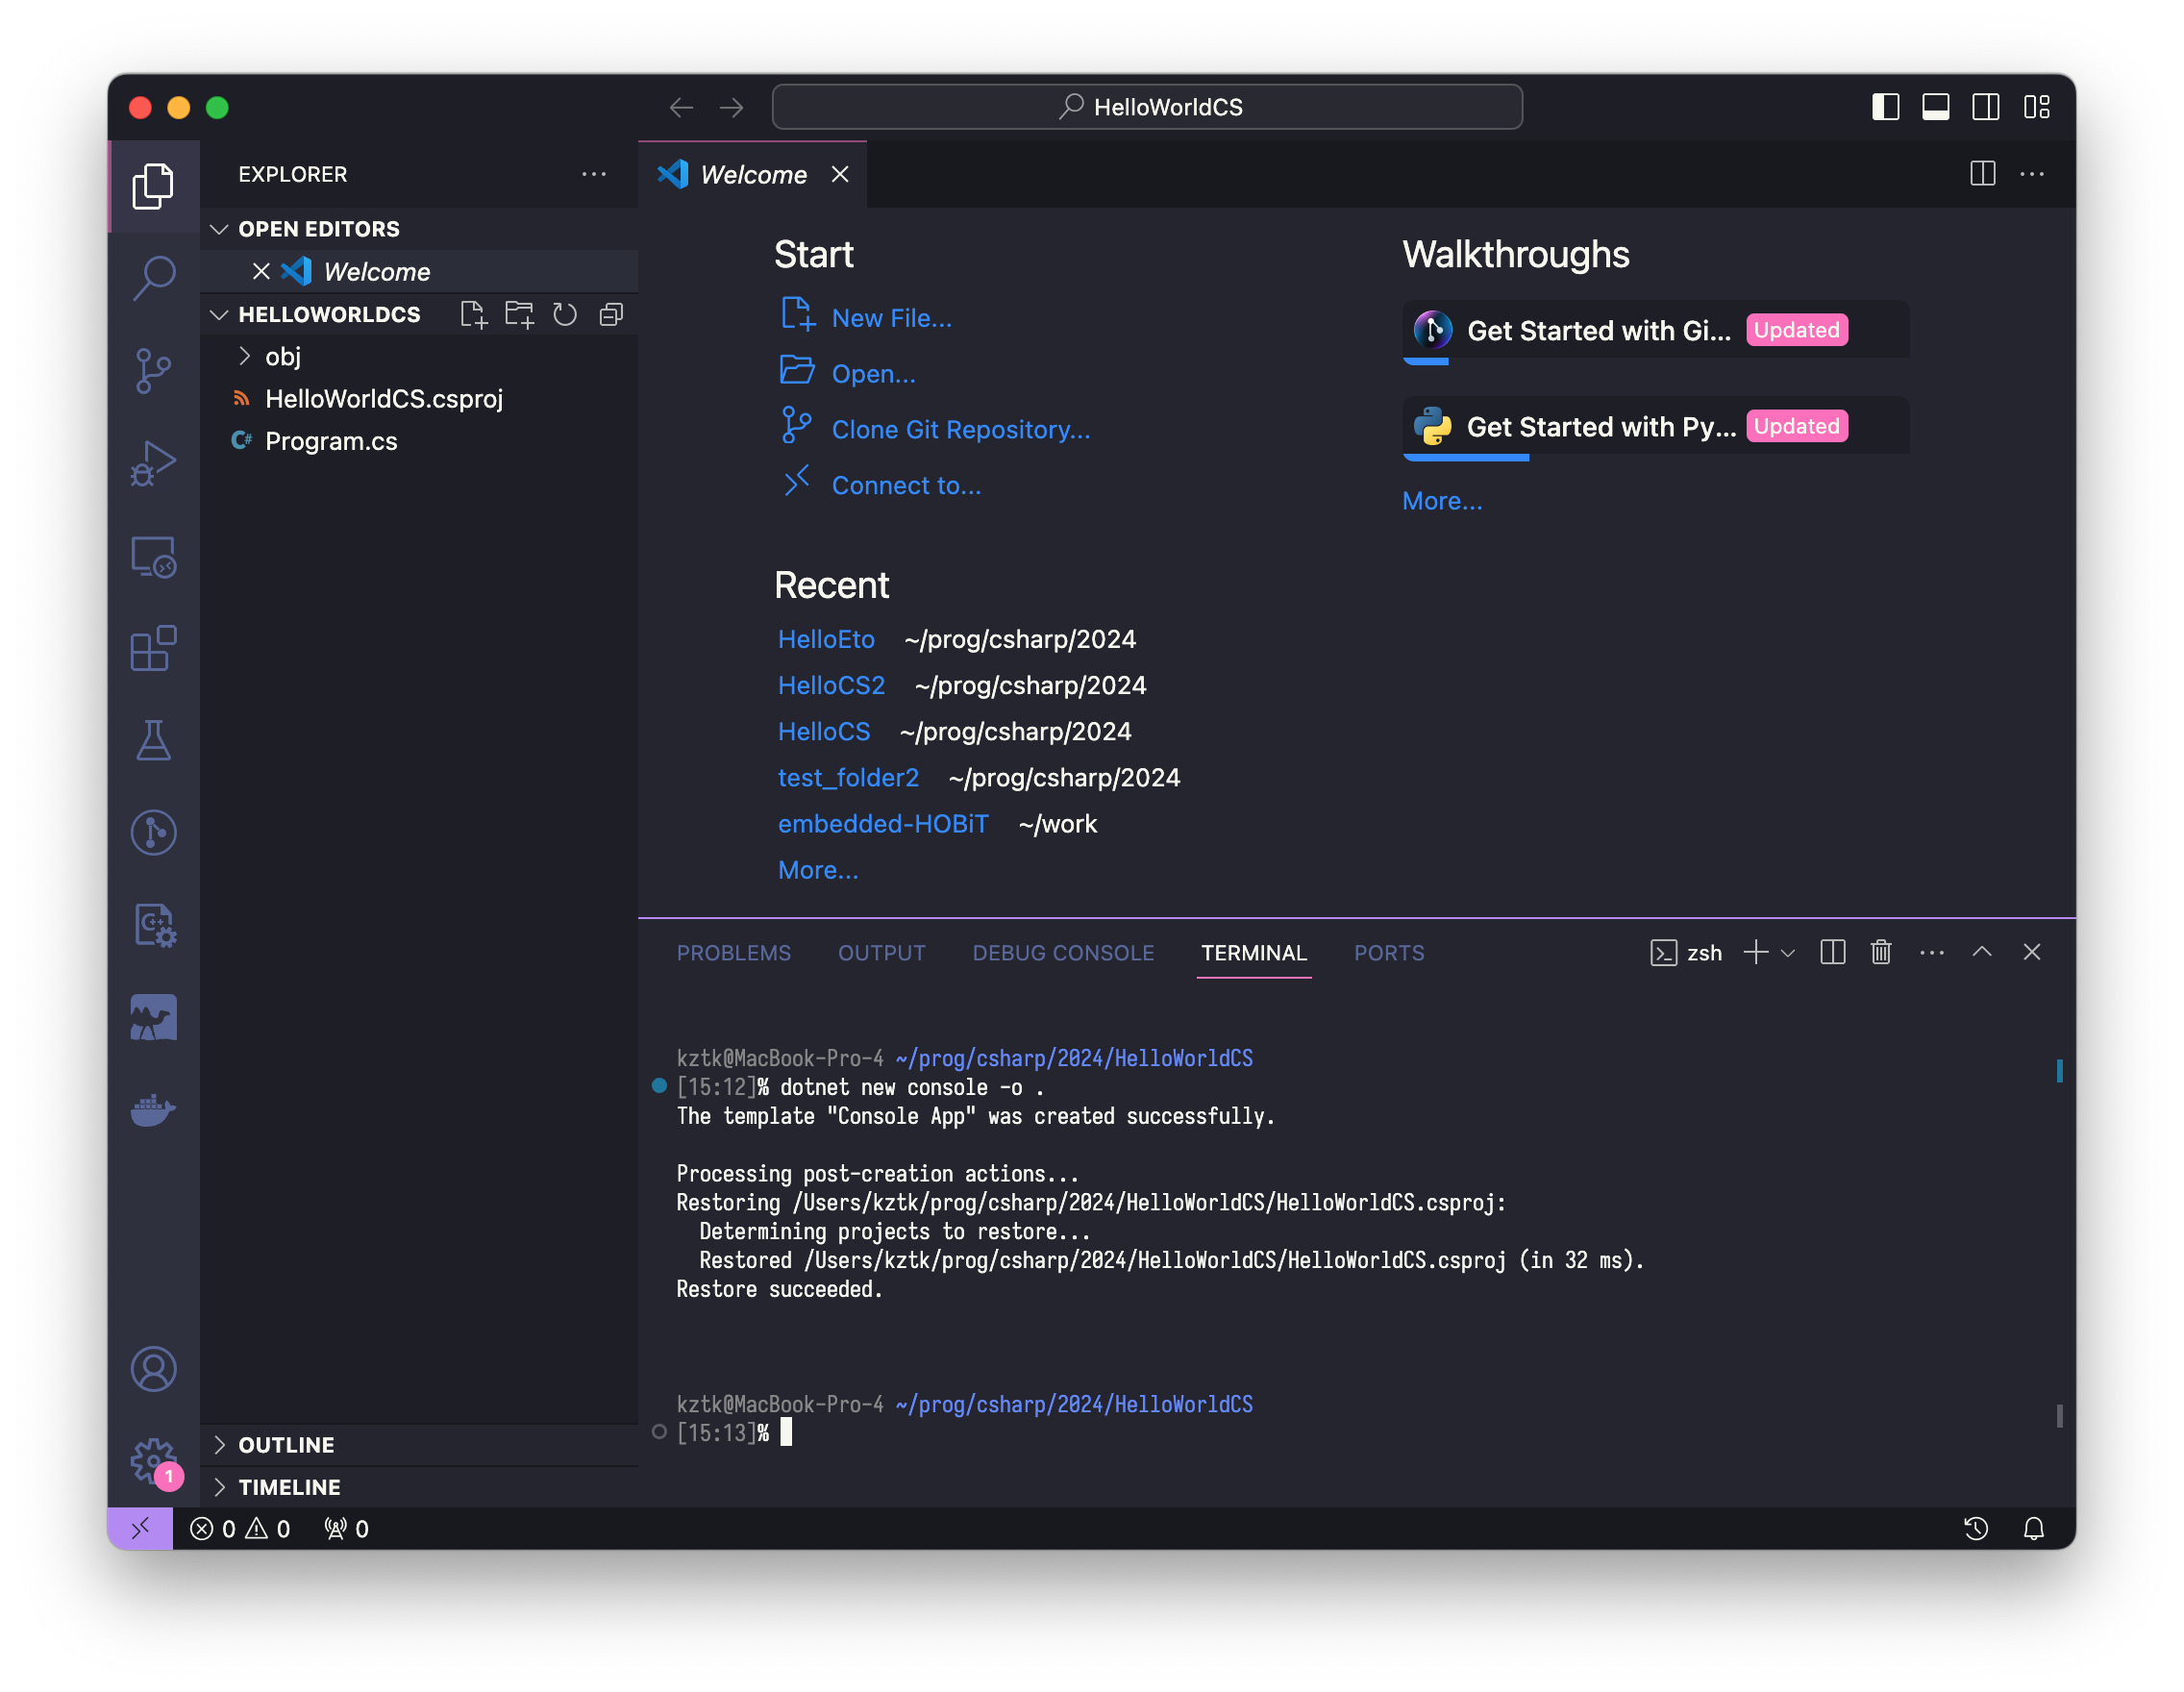 HelloWorldCS
EXPLORER
OPEN EDITORS
Welcome
HELLOWORLDCS
obj
HelloWorldCS.csproj
C# Program.cs
OUTLINE
TIMELINE
Welcome
Start
New File...
Open...
Clone Git Repository...
Connect to...
Recent
HelloEto ~/prog/csharp/2024
HelloCS2 ~/prog/csharp/2024
HelloCS ~/prog/csharp/2024
test_folder2 ~/prog/csharp/2024
embedded-HOBiT ~/work
More...
Walkthroughs
Get Started with Gi... Updated
Get Started with Py... Updated
More...
PROBLEMS OUTPUT DEBUG CONSOLE TERMINAL PORTS zsh
kztk@MacBook-Pro-4 ~/prog/csharp/2024/HelloWorldCS
[15:12]% dotnet new console -o .
The template "Console App" was created successfully.
Processing post-creation actions...
Restoring /Users/kztk/prog/csharp/2024/HelloWorldCS/HelloWorldCS.csproj:
Determining projects to restore...
Restored /Users/kztk/prog/csharp/2024/HelloWorldCS/HelloWorldCS.csproj (in 32 ms).
Restore succeeded.
kztk@MacBook-Pro-4 ~/prog/csharp/2024/HelloWorldCS
[15:13]%
C++
1
0 0 0